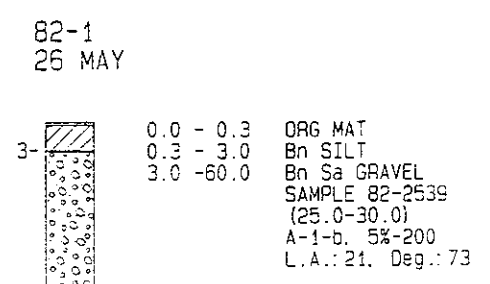 82-1
26 MAY
0.0 - 0.3 ORG MAT
0.3 - 3.0 Bn SILT
3- 3.0 -60.0 Bn Sa GRAVEL
SAMPLE 82-2539
(25.0-30.0)
A-1-b, 5%-200
L.A.: 21, Deg.: 73